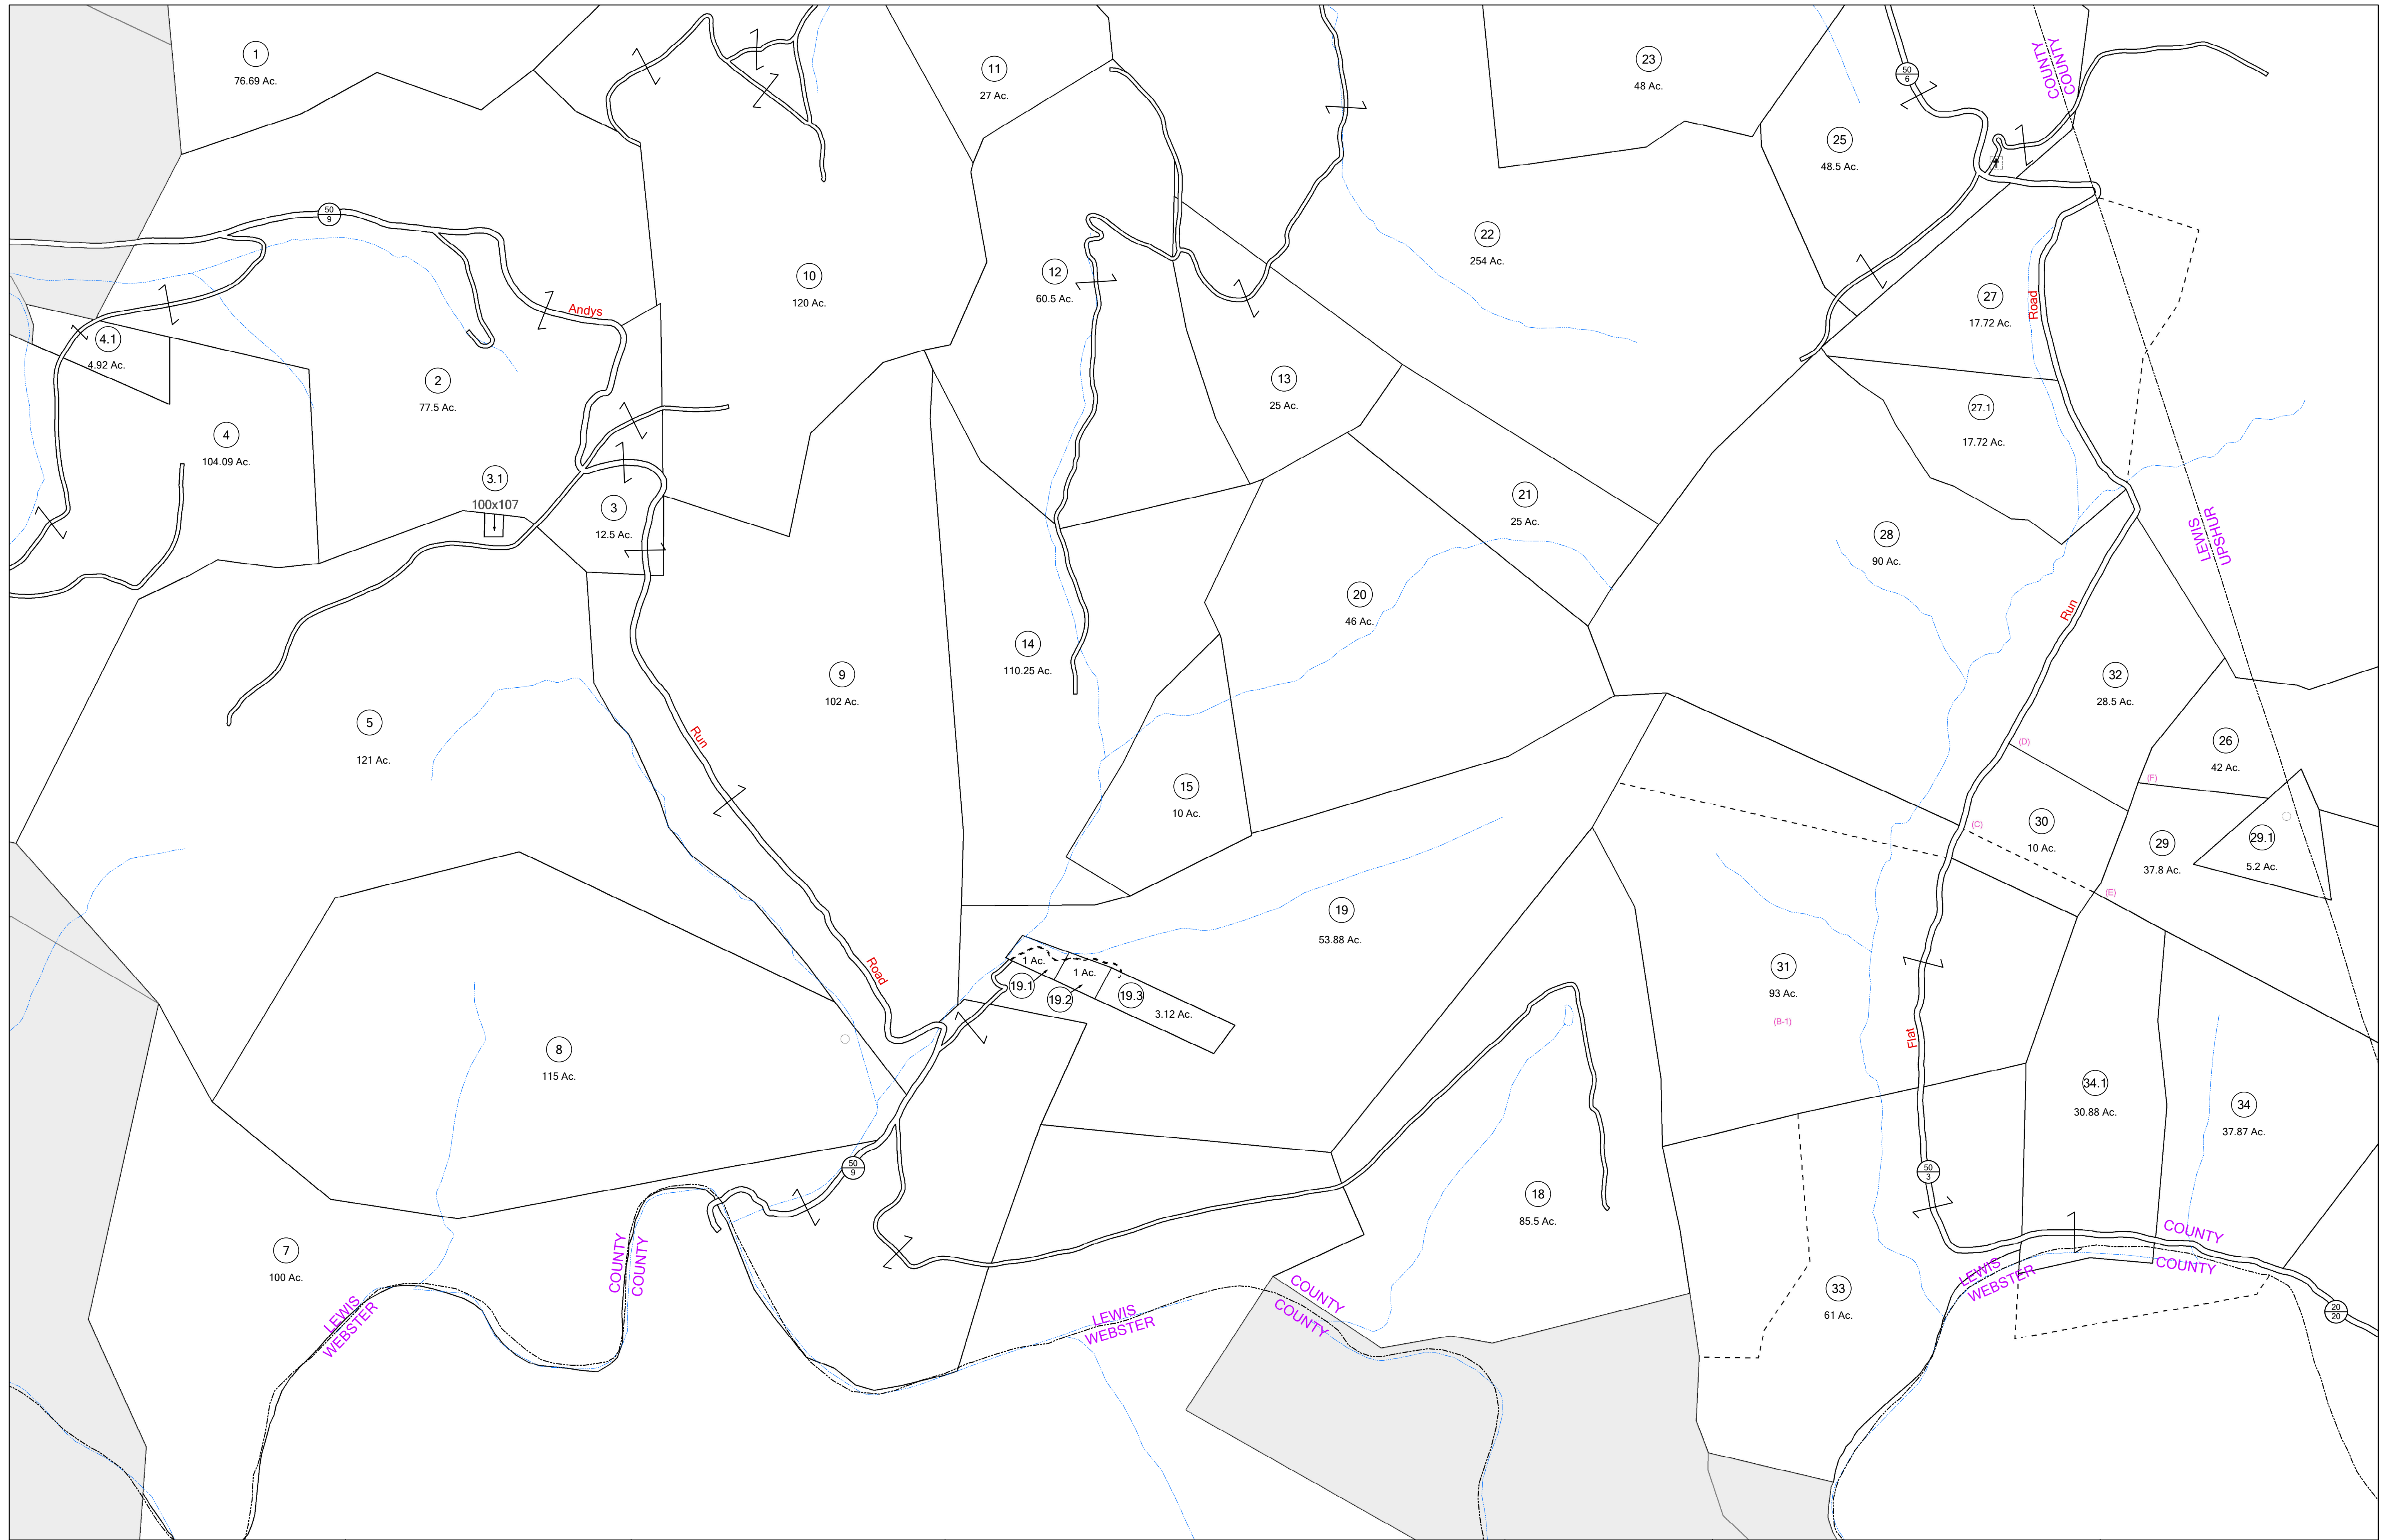 1
76.69 Ac.
11
27 Ac.
23
48 Ac.
50
6
COUNTY
COUNTY
25
48.5 Ac.
50
9
22
254 Ac.
10
120 Ac.
12
60.5 Ac.
27
17.72 Ac.
Road
Andys
4.1
4.92 Ac.
2
77.5 Ac.
13
25 Ac.
27.1
17.72 Ac.
4
104.09 Ac.
3.1
100x107
3
12.5 Ac.
21
25 Ac.
28
90 Ac.
LEWIS
UPSHUR
20
46 Ac.
Run
14
110.25 Ac.
9
102 Ac.
32
28.5 Ac.
5
121 Ac.
Run
(D)
26
42 Ac.
(F)
15
10 Ac.
(C)
30
10 Ac.
29
37.8 Ac.
29.1
5.2 Ac.
(E)
19
53.88 Ac.
Road
1 Ac.
1 Ac.
19.1
19.2
19.3
3.12 Ac.
31
93 Ac.
(B-1)
Flat
8
115 Ac.
34.1
30.88 Ac.
34
37.87 Ac.
50
9
50
3
18
85.5 Ac.
7
100 Ac.
COUNTY
COUNTY
COUNTY
COUNTY
LEWIS
WEBSTER
33
61 Ac.
COUNTY
COUNTY
LEWIS
WEBSTER
LEWIS
WEBSTER
20
20